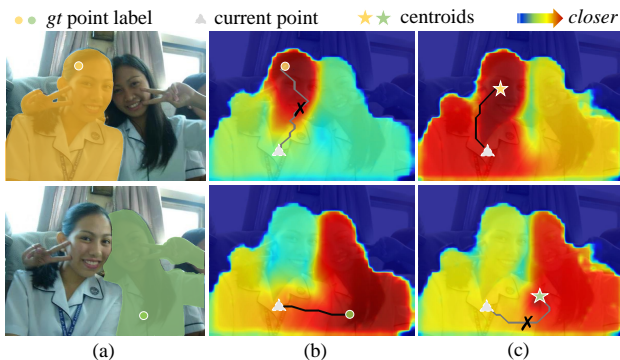 gt point label current point centroids closer
(a) (b) (c)